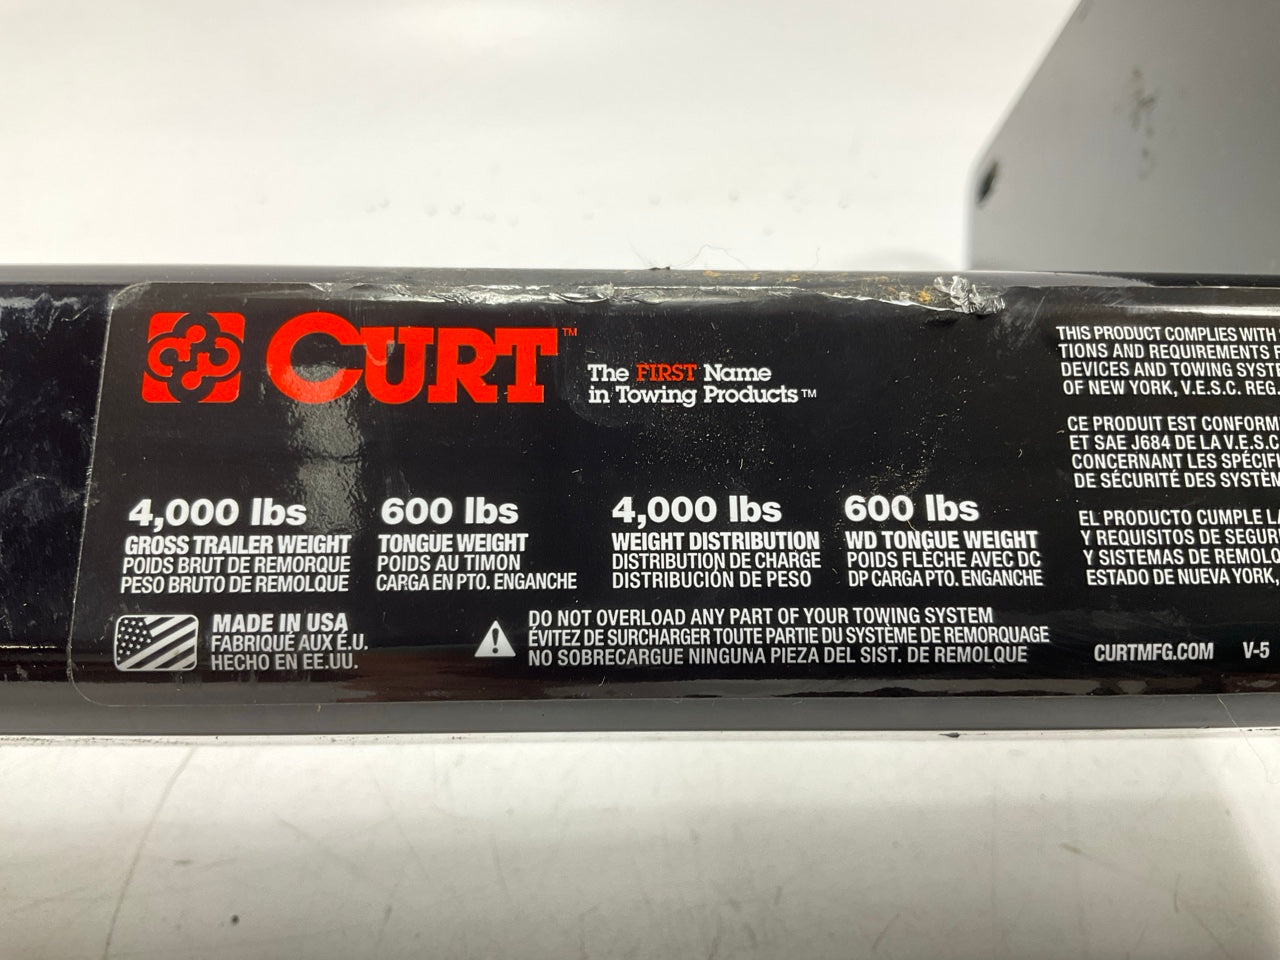 CURT™
The FIRST Name
in Towing Products™
4,000 lbs
GROSS TRAILER WEIGHT
POIDS BRUT DE REMORQUE
PESO BRUTO DE REMOLQUE
600 lbs
TONGUE WEIGHT
POIDS AU TIMON
CARGA EN PTO. ENGANCHE
4,000 lbs
WEIGHT DISTRIBUTION
DISTRIBUTION DE CHARGE
DISTRIBUCIÓN DE PESO
600 lbs
WD TONGUE WEIGHT
POIDS FLÈCHE AVEC DC
DP CARGA PTO. ENGANCHE
MADE IN USA
FABRIQUÉ AUX É.U.
HECHO EN EE.UU.
DO NOT OVERLOAD ANY PART OF YOUR TOWING SYSTEM
ÉVITEZ DE SURCHARGER TOUTE PARTIE DU SYSTÈME DE REMORQUAGE
NO SOBRECARGUE NINGUNA PIEZA DEL SIST. DE REMOLQUE
THIS PRODUCT COMPLIES WITH
TIONS AND REQUIREMENTS
DEVICES AND TOWING SYSTE
OF NEW YORK, V.E.S.C. REG.
CE PRODUIT EST CONFORM
ET SAE J684 DE LA V.E.S.C
CONCERNANT LES SPÉCIFI
DE SÉCURITÉ DES SYSTÈM
EL PRODUCTO CUMPLE LA
Y REQUISITOS DE SEGUR
Y SISTEMAS DE REMOLQ
ESTADO DE NUEVA YORK,
CURTMFG.COM V-5